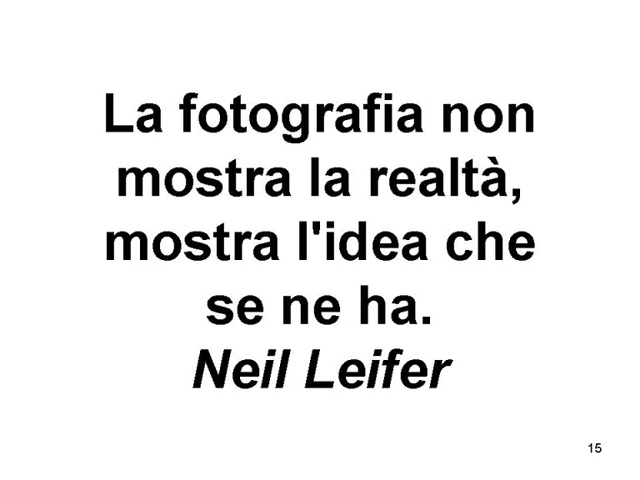 La fotografia non
mostra la realtà,
mostra l'idea che
se ne ha.
Neil Leifer
15